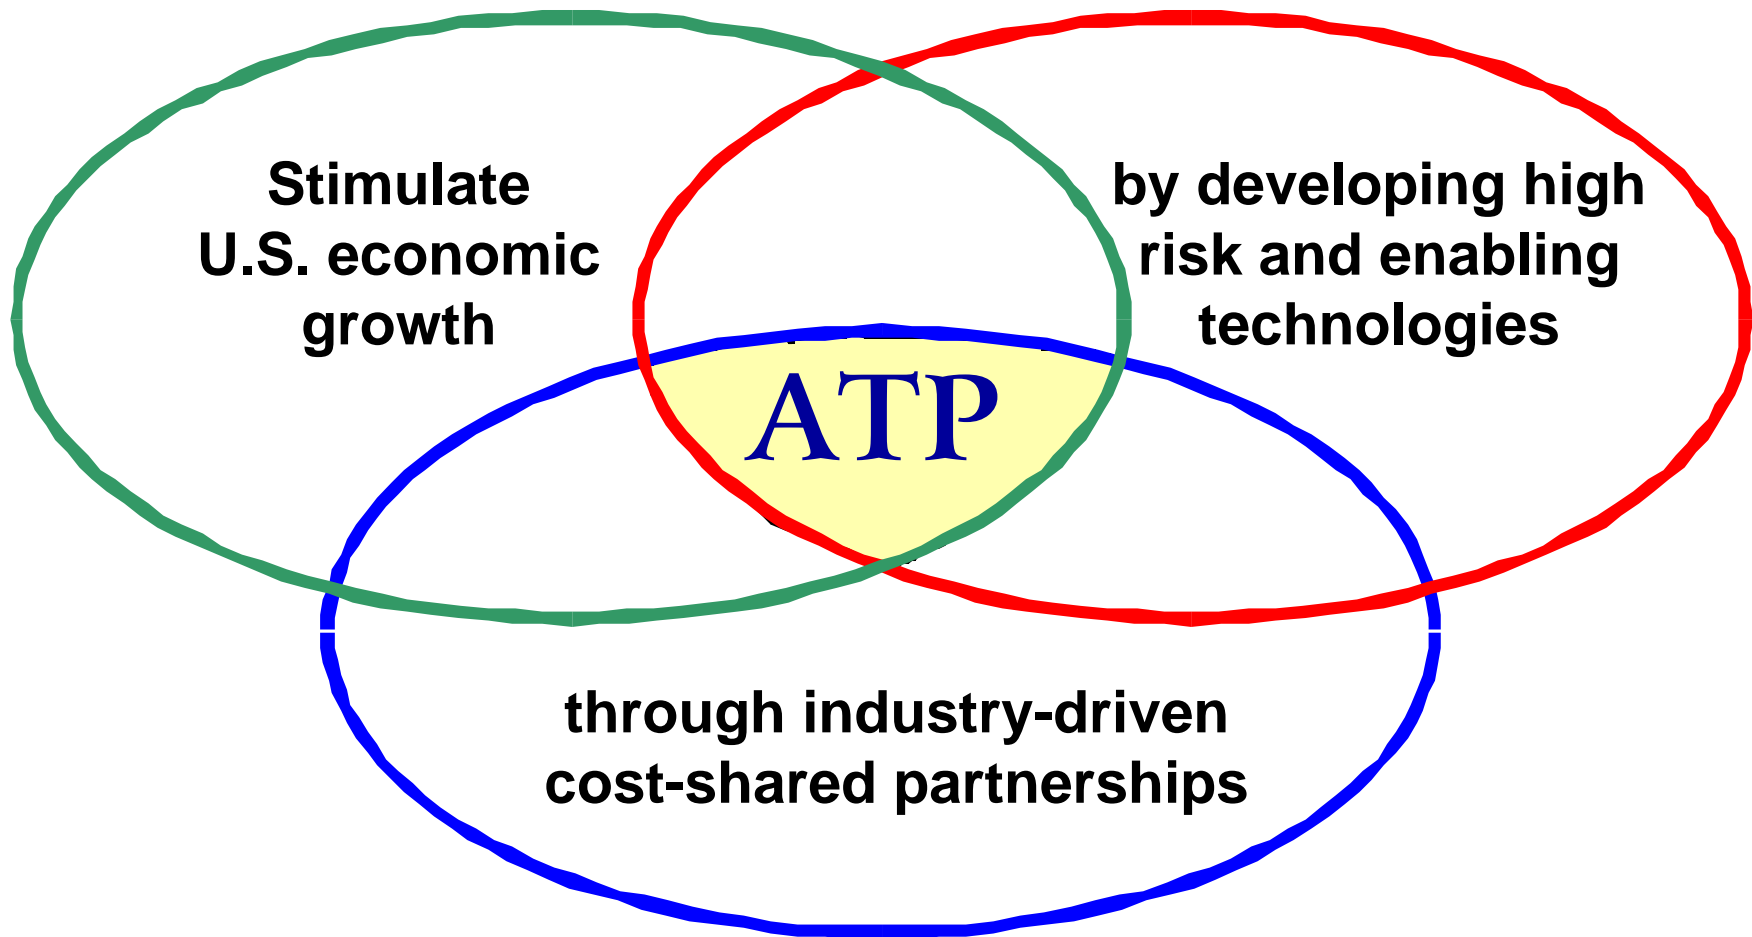 Stimulate
U.S. economic
growth
by developing high
risk and enabling
technologies
ATP
through industry-driven
cost-shared partnerships